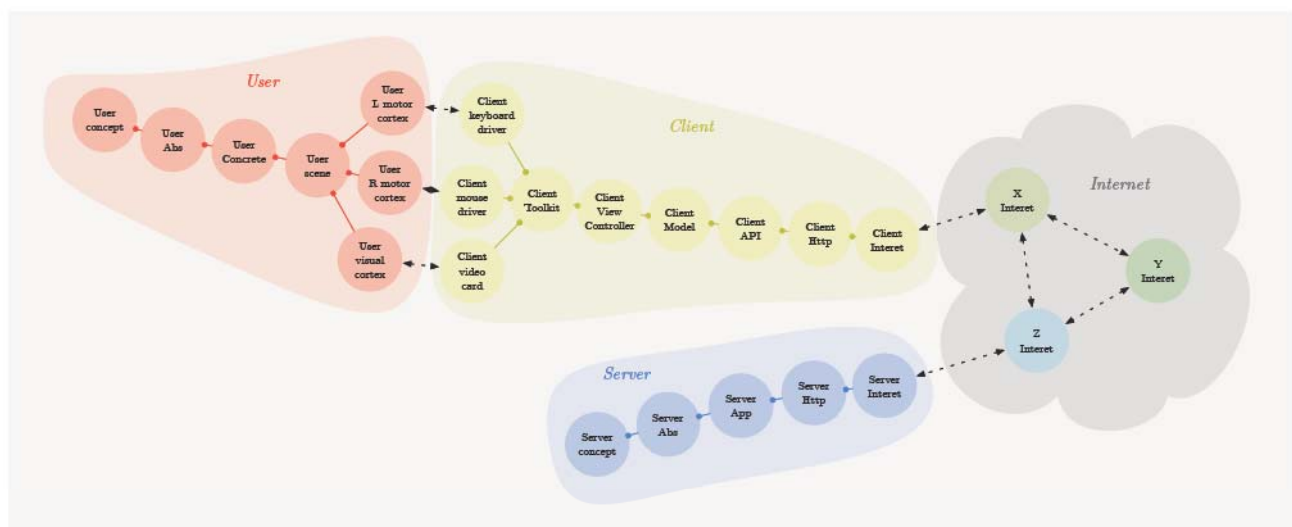 User
User
concept
User
Abs
User
Concrete
User
scene
User
L motor
cortex
User
R motor
cortex
User
visual
cortex
Client
Client
keyboard
driver
Client
mouse
driver
Client
video
card
Client
Toolkit
Client
View
Controller
Client
Model
Client
API
Client
Http
Client
Interet
Internet
X
Interet
Y
Interet
Z
Interet
Server
Server
concept
Server
Abs
Server
App
Server
Http
Server
Interet